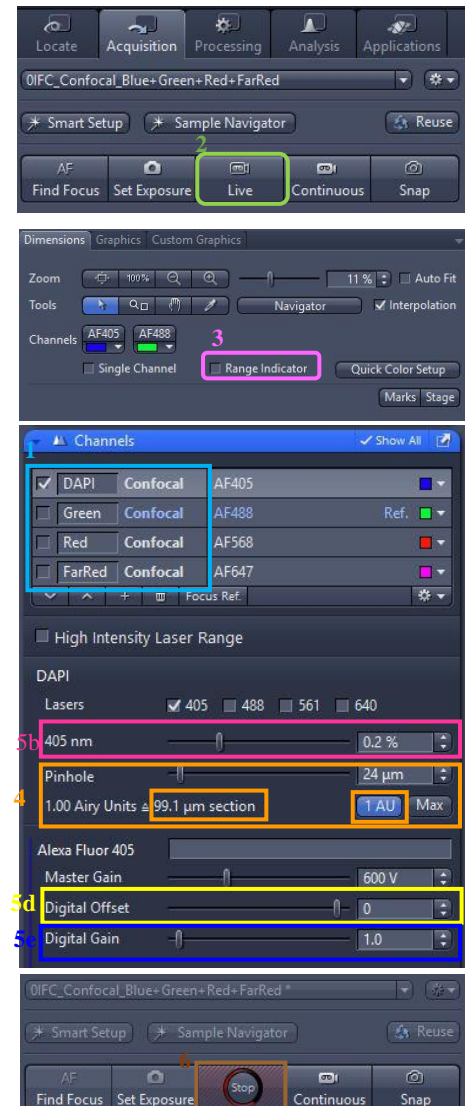 Locate Acquisition Processing Analysis Applications
0IFC_Confocal_Blue+Green+Red+FarRed
Smart Setup Sample Navigator Reuse
2
AF
Find Focus Set Exposure Live Continuous Snap
Dimensions Graphics Custom Graphics
Zoom 100% 11 % Auto Fit
Tools Navigator Interpolation
Channels AF405 AF488 3
Single Channel Range Indicator Quick Color Setup
Marks Stage
1 Channels Show All
DAPI Confocal AF405
Green Confocal AF488 Ref.
Red Confocal AF568
FarRed Confocal AF647
Focus Ref.
High Intensity Laser Range
DAPI
Lasers 405 488 561 640
5b 405 nm 0.2 %
Pinhole 24 µm
4 1.00 Airy Units ≙ 99.1 µm section 1 AU Max
Alexa Fluor 405
Master Gain 600 V
5d Digital Offset 0
5e Digital Gain 1.0
0IFC_Confocal_Blue+Green+Red+FarRed *
Smart Setup Sample Navigator Reuse
6
AF Stop
Find Focus Set Exposure Continuous Snap